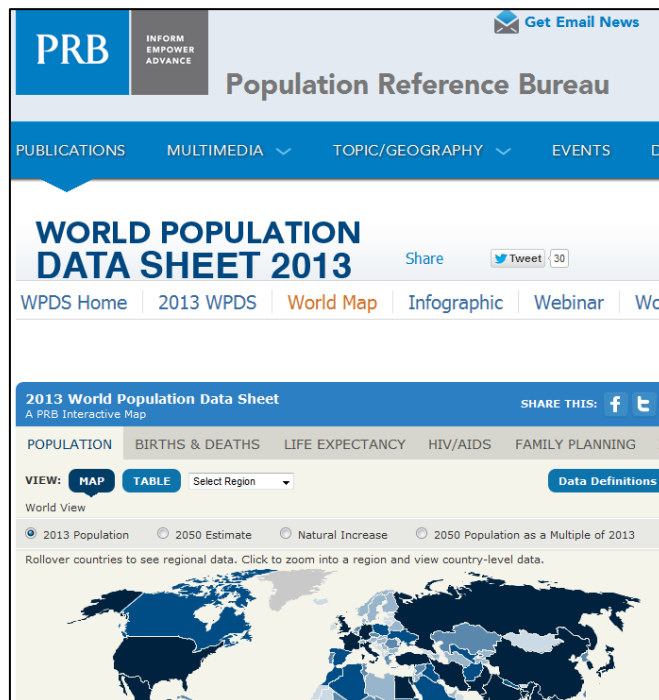 PRB
INFORM
EMPOWER
ADVANCE
Get Email News
Population Reference Bureau
PUBLICATIONS MULTIMEDIA TOPIC/GEOGRAPHY EVENTS D
WORLD POPULATION
DATA SHEET 2013
Share Tweet 30
WPDS Home 2013 WPDS World Map Infographic Webinar Wo
2013 World Population Data Sheet
A PRB Interactive Map
SHARE THIS:
POPULATION BIRTHS & DEATHS LIFE EXPECTANCY HIV/AIDS FAMILY PLANNING
VIEW: MAP TABLE Select Region Data Definitions
World View
2013 Population 2050 Estimate Natural Increase 2050 Population as a Multiple of 2013
Rollover countries to see regional data. Click to zoom into a region and view country-level data.